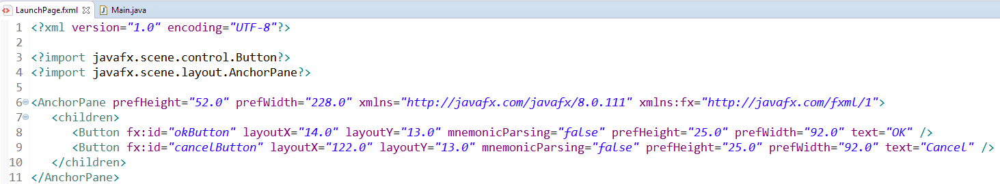 LaunchPage.fxml Main.java
1 <?xml version="1.0" encoding="UTF-8"?>
2
3 <?import javafx.scene.control.Button?>
4 <?import javafx.scene.layout.AnchorPane?>
5
6 <AnchorPane prefHeight="52.0" prefWidth="228.0" xmlns="http://javafx.com/javafx/8.0.111" xmlns:fx="http://javafx.com/fxml/1">
7    <children>
8       <Button fx:id="okButton" layoutX="14.0" layoutY="13.0" mnemonicParsing="false" prefHeight="25.0" prefWidth="92.0" text="OK" />
9       <Button fx:id="cancelButton" layoutX="122.0" layoutY="13.0" mnemonicParsing="false" prefHeight="25.0" prefWidth="92.0" text="Cancel" />
10    </children>
11 </AnchorPane>